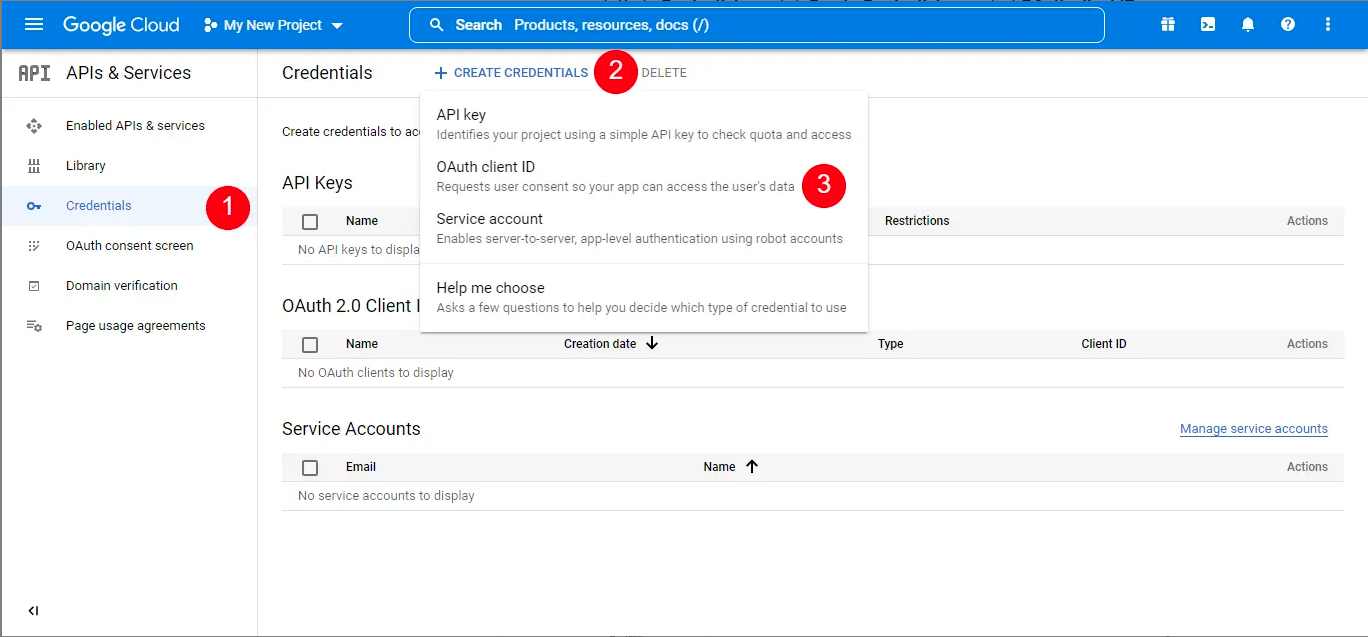 Google Cloud My New Project Search Products, resources, docs (/)
API APIs & Services
Enabled APIs & services
Library
Credentials 1
OAuth consent screen
Domain verification
Page usage agreements
Credentials + CREATE CREDENTIALS 2 DELETE
Create credentials to acc
API key
Identifies your project using a simple API key to check quota and access
OAuth client ID
Requests user consent so your app can access the user's data 3
Service account
Enables server-to-server, app-level authentication using robot accounts
Help me choose
Asks a few questions to help you decide which type of credential to use
API Keys
Name Restrictions Actions
No API keys to displa
OAuth 2.0 Client I
Name Creation date Type Client ID Actions
No OAuth clients to display
Service Accounts Manage service accounts
Email Name Actions
No service accounts to display